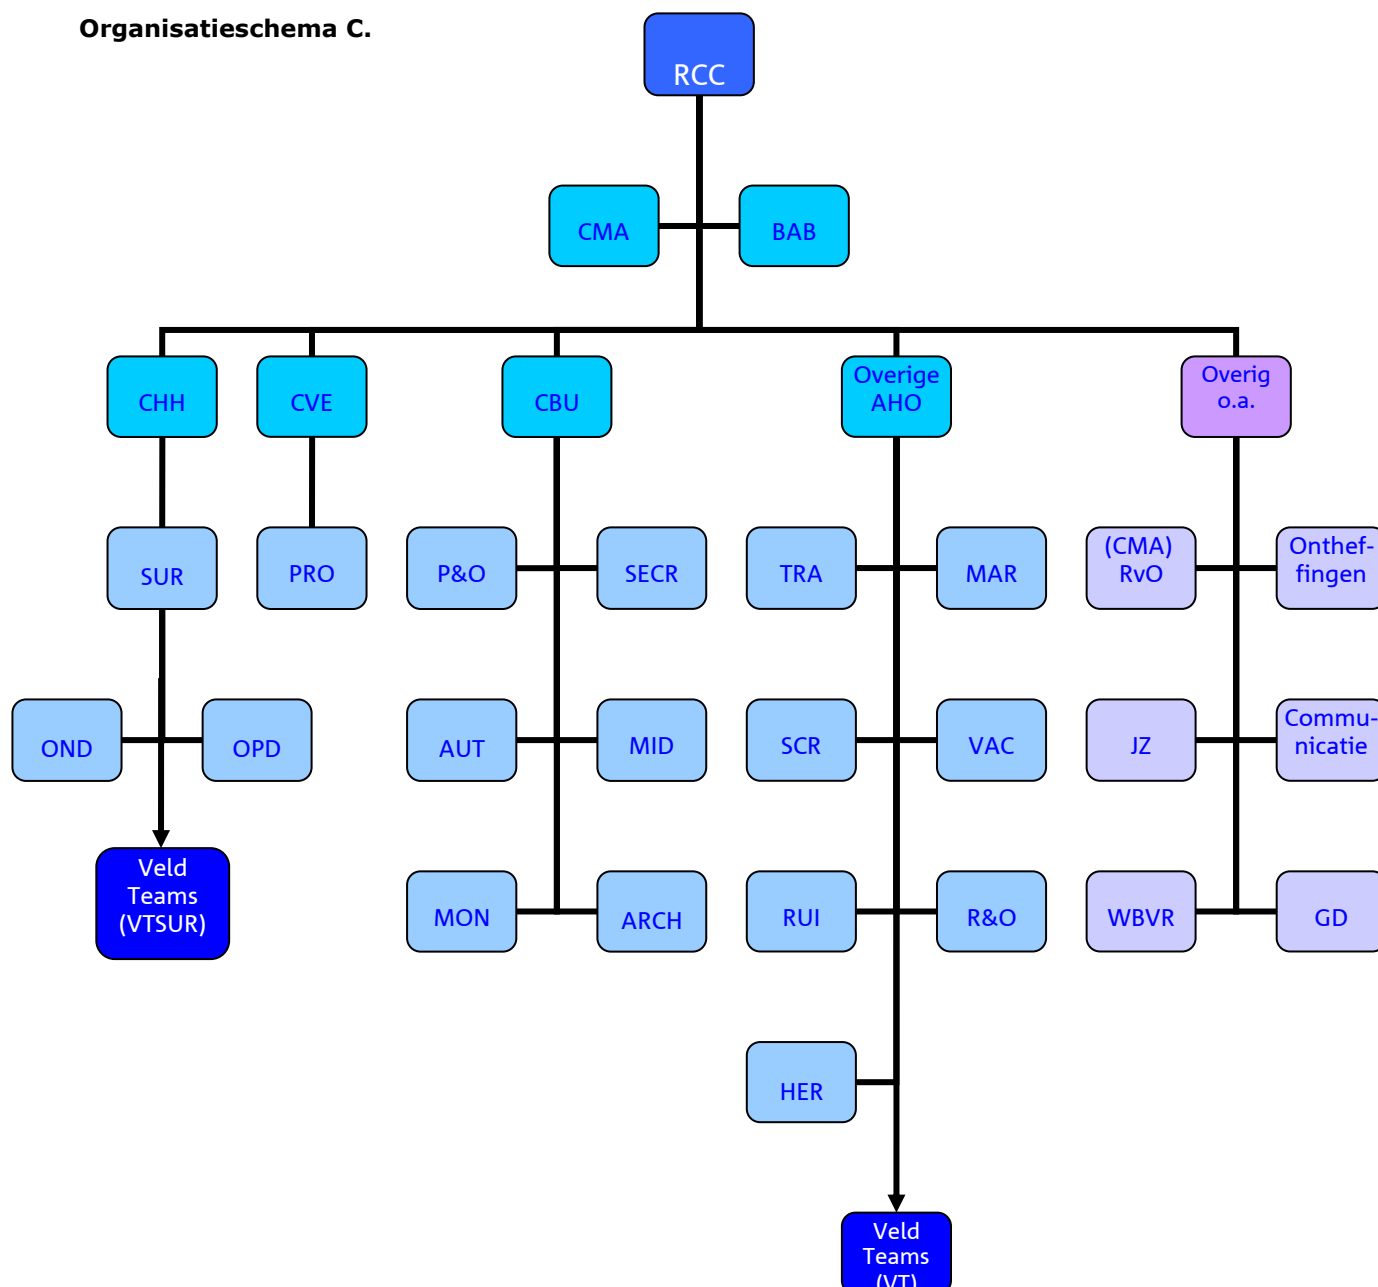 Organisatieschema C.
RCC
CMA
BAB
CHH
CVE
CBU
Overige
AHO
Overig
o.a.
SUR
PRO
P&O
SECR
TRA
MAR
(CMA)
RvO
Onthef-
fingen
OND
OPD
AUT
MID
SCR
VAC
JZ
Commu-
nicatie
Veld
Teams
(VTSUR)
MON
ARCH
RUI
R&O
WBVR
GD
HER
Veld
Teams
(VT)